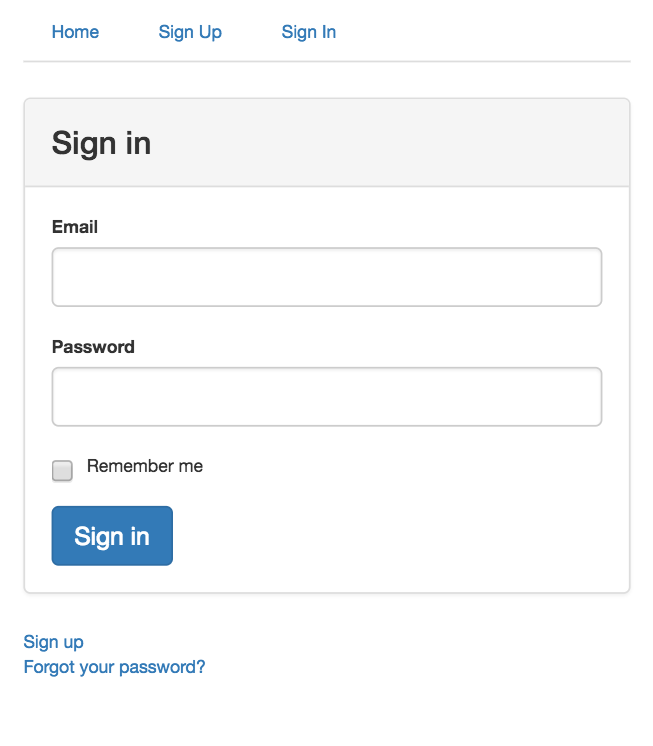 Home Sign Up Sign In
Sign in
Email
Password
Remember me
Sign in
Sign up
Forgot your password?